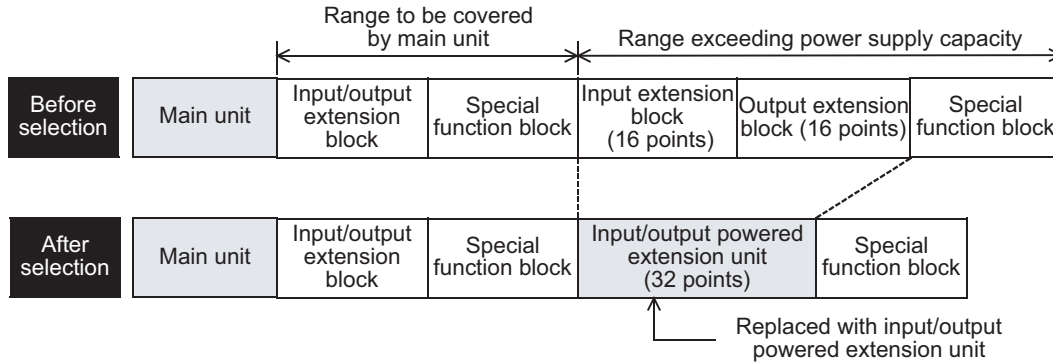 Range to be covered
by main unit
Range exceeding power supply capacity
Before
selection
Main unit
Input/output
extension
block
Special
function block
Input extension
block
(16 points)
Output extension
block (16 points)
Special
function block
After
selection
Main unit
Input/output
extension
block
Special
function block
Input/output powered
extension unit
(32 points)
Special
function block
Replaced with input/output
powered extension unit